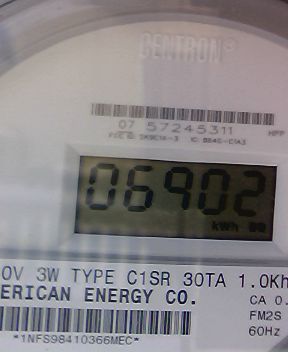 CENTRON®
07 57245311
HPP
06902
kWh
0V 3W TYPE C1SR 30TA 1.0Kh
ERICAN ENERGY CO.
CA 0.
FM2S
60Hz
*1NFS98410366MEC*